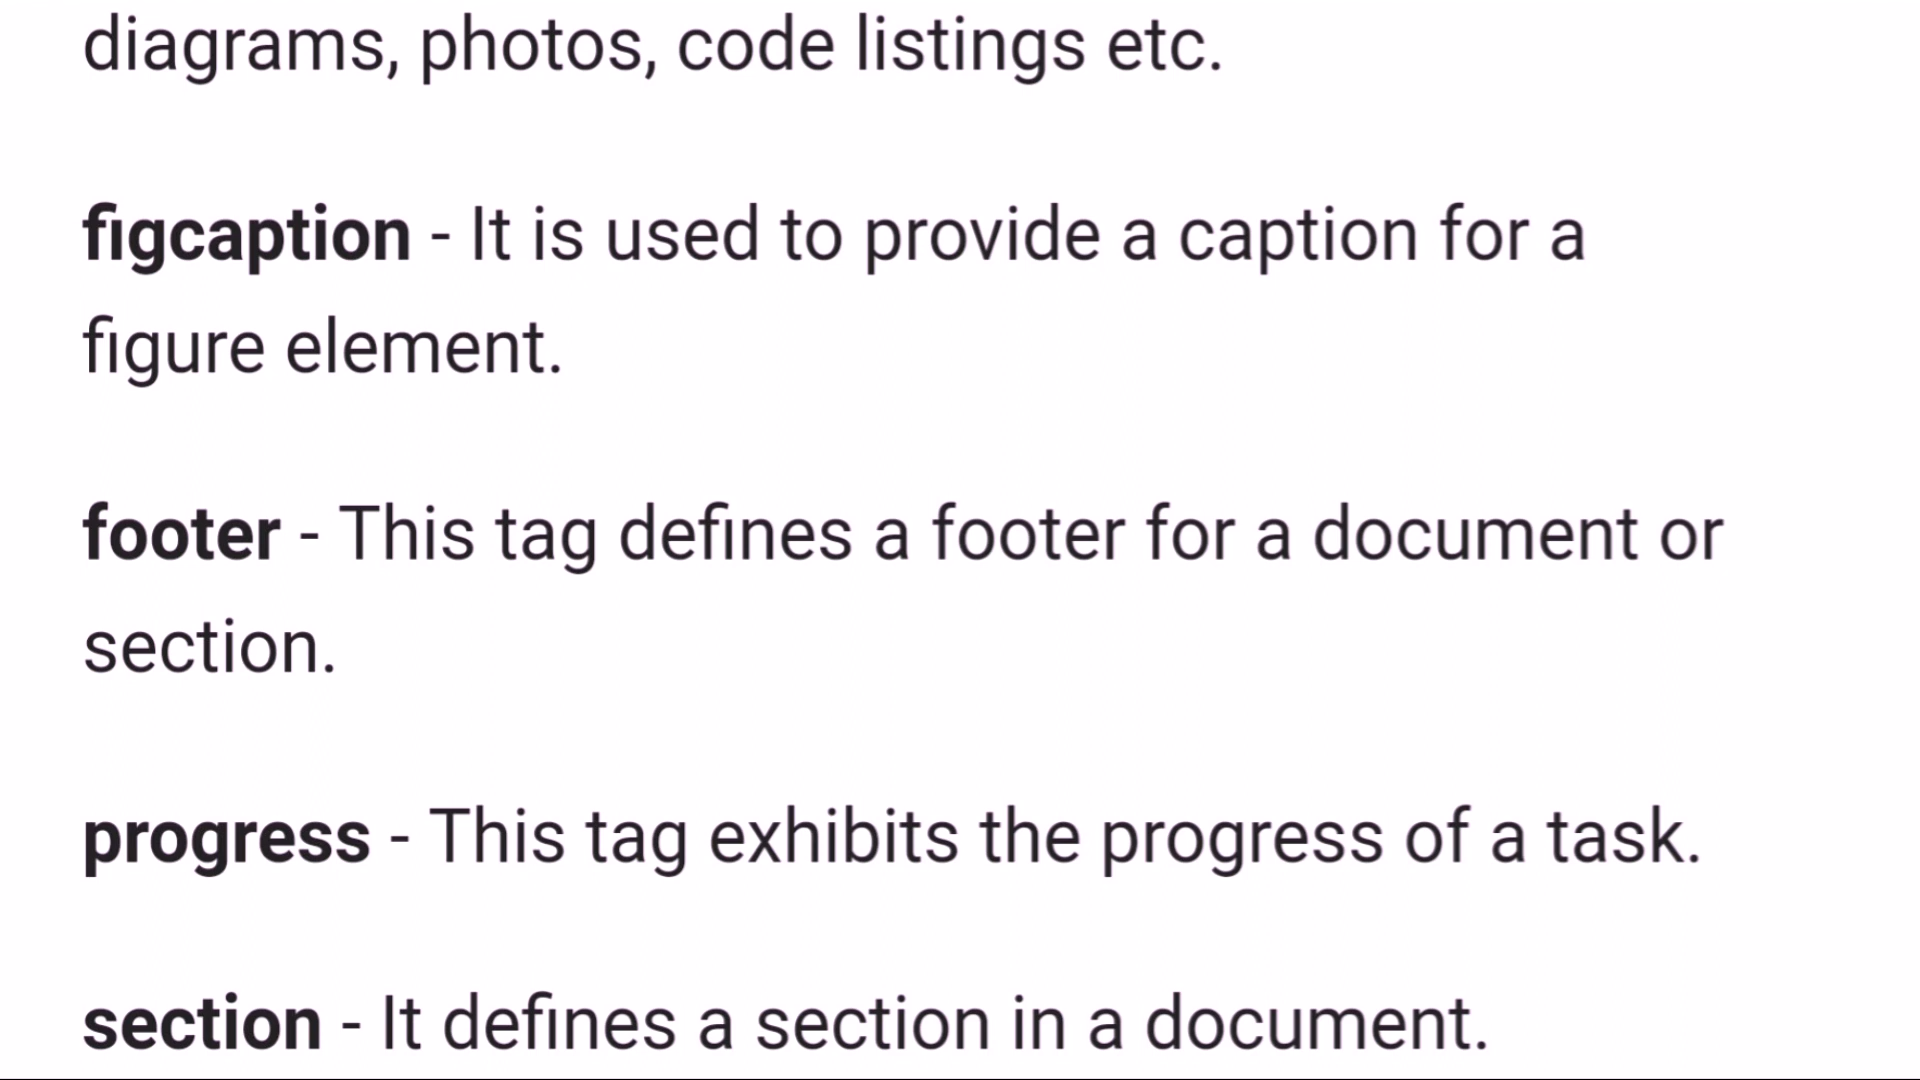 diagrams, photos, code listings etc.
figcaption - It is used to provide a caption for a
figure element.
footer - This tag defines a footer for a document or
section.
progress - This tag exhibits the progress of a task.
section - It defines a section in a document.